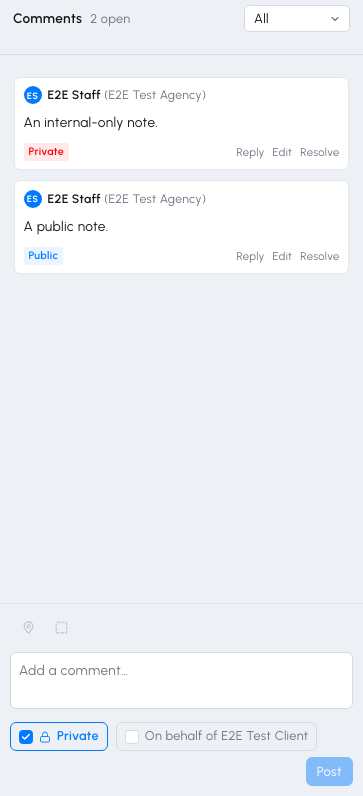 Comments 2 open All
ES E2E Staff (E2E Test Agency)
An internal-only note.
Private Reply Edit Resolve
ES E2E Staff (E2E Test Agency)
A public note.
Public Reply Edit Resolve
Add a comment...
Private On behalf of E2E Test Client
Post